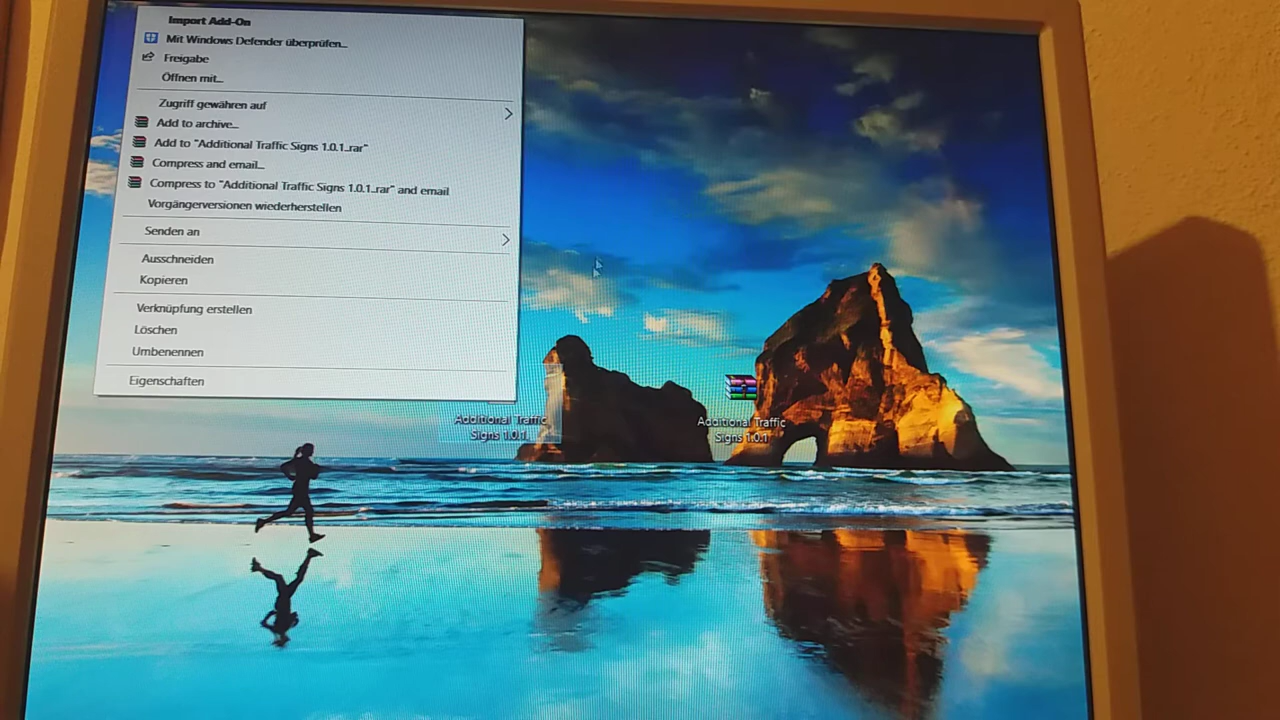 Import Add-On
Mit Windows Defender überprüfen...
Freigabe
Öffnen mit...
Zugriff gewähren auf
Add to archive...
Add to "Additional Traffic Signs 1.0.1_.rar"
Compress and email...
Compress to "Additional Traffic Signs 1.0.1_.rar" and email
Vorgängerversionen wiederherstellen
Senden an
Ausschneiden
Kopieren
Verknüpfung erstellen
Löschen
Umbenennen
Eigenschaften
Additional Traffic
Signs 1.0.1_
Additional Traffic
Signs 1.0.1